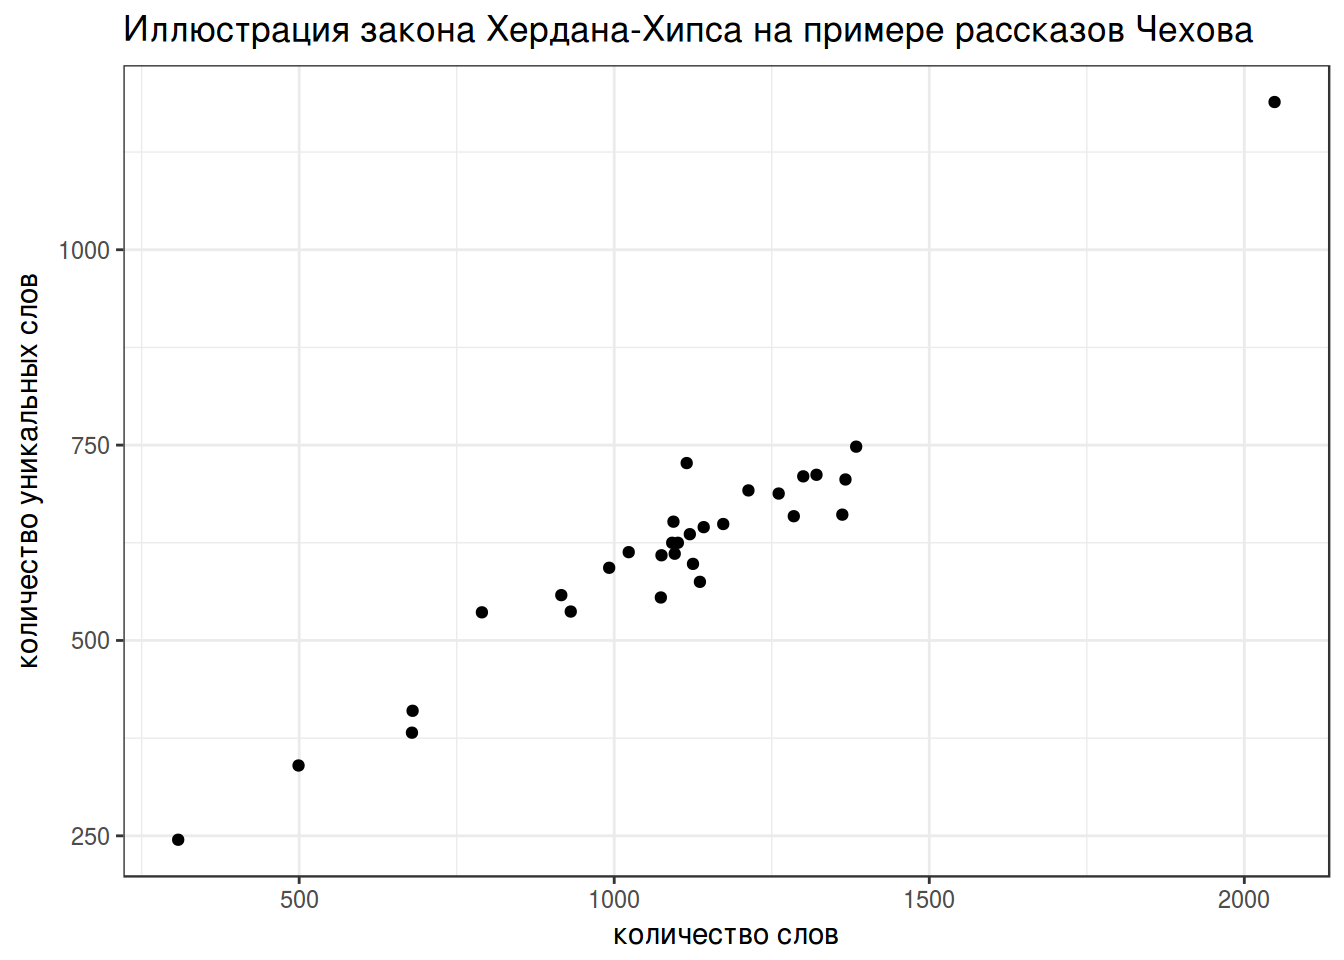 Иллюстрация закона Хердана-Хипса на примере рассказов Чехова
количество уникальных слов
1000
750
500
250
500 1000 1500 2000
количество слов